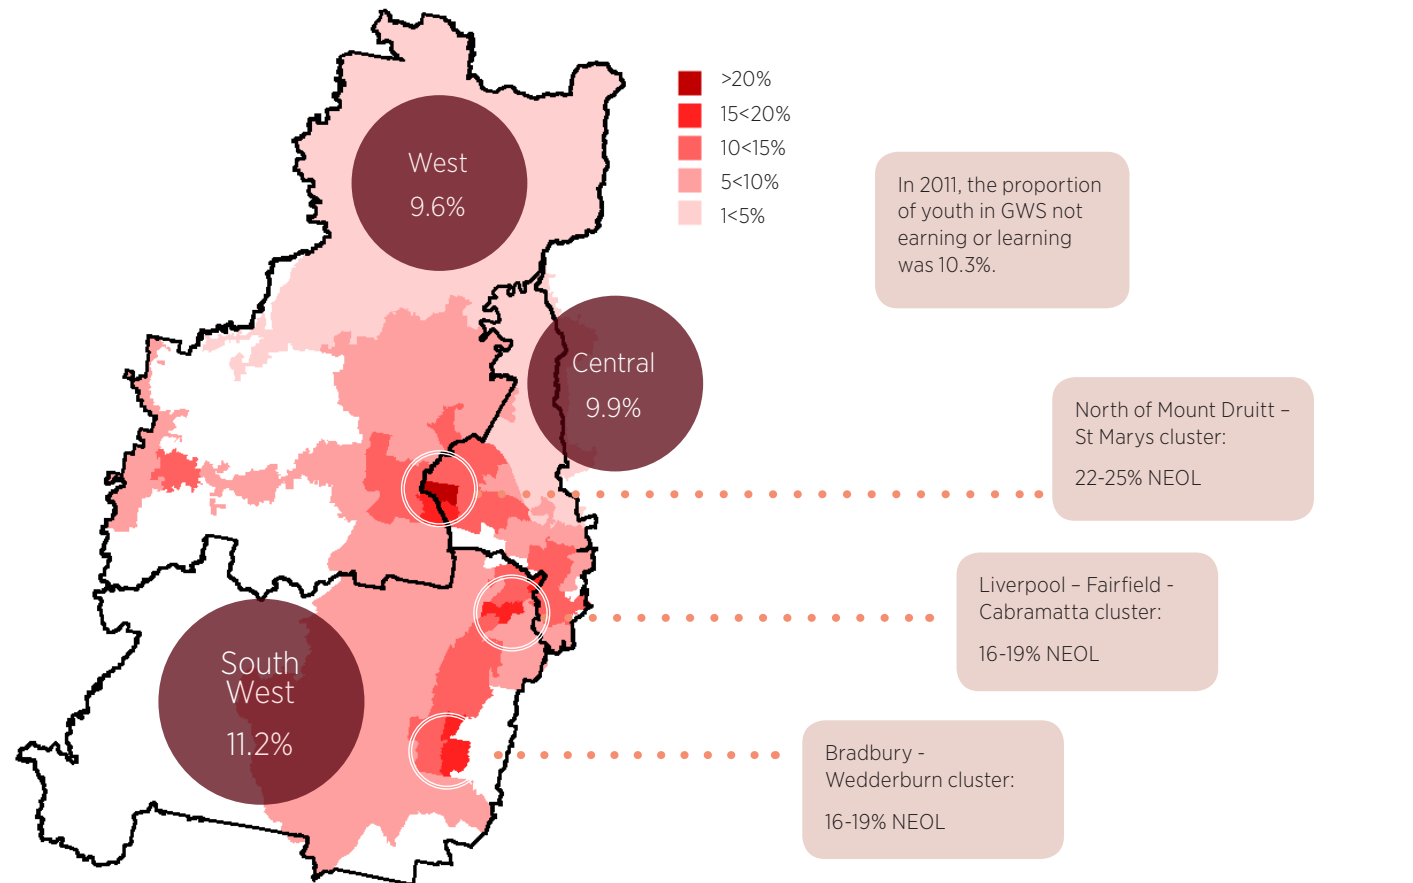 West
9.6%
>20%
15<20%
10<15%
5<10%
1<5%
In 2011, the proportion
of youth in GWS not
earning or learning
was 10.3%.
Central
9.9%
North of Mount Druitt –
St Marys cluster:
22-25% NEOL
Liverpool – Fairfield -
Cabramatta cluster:
16-19% NEOL
South
West
11.2%
Bradbury -
Wedderburn cluster:
16-19% NEOL